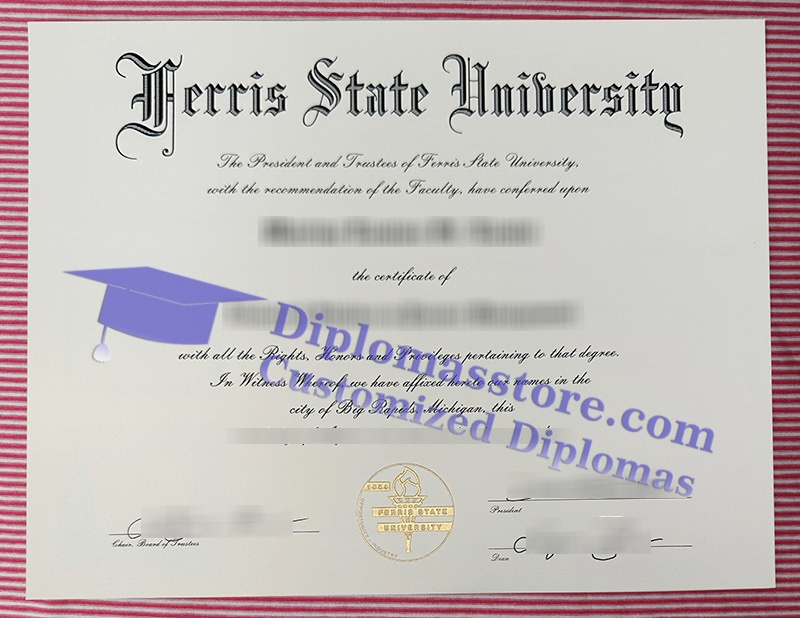 Ferris State University
The President and Trustees of Ferris State University,
with the recommendation of the Faculty, have conferred upon
the certificate of
with all the Rights, Honors and Privileges pertaining to that degree.
In Witness Whereof, we have affixed hereto our names in the
city of Big Rapids, Michigan, this
Diplomasstore.com
Customized Diplomas
1884
FERRIS STATE
UNIVERSITY
OPPORTUNITY • INDUSTRY
Chair, Board of Trustees
President
Dean